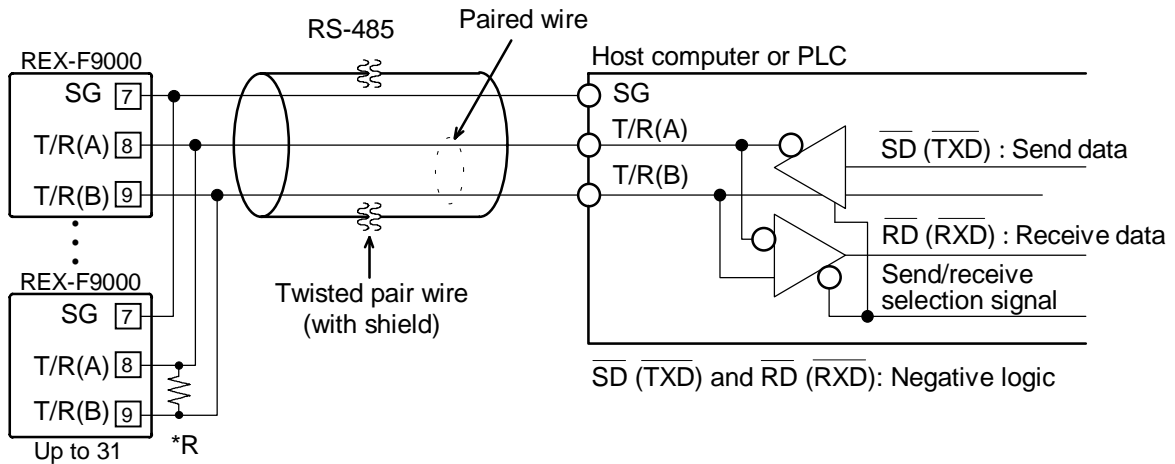 RS-485
Paired wire
REX-F9000
SG 7
T/R(A) 8
T/R(B) 9
Host computer or PLC
SG
T/R(A)
T/R(B)
SD (TXD) : Send data
RD (RXD) : Receive data
Send/receive
selection signal
REX-F9000
SG 7
T/R(A) 8
T/R(B) 9
Up to 31
*R
Twisted pair wire
(with shield)
SD (TXD) and RD (RXD): Negative logic